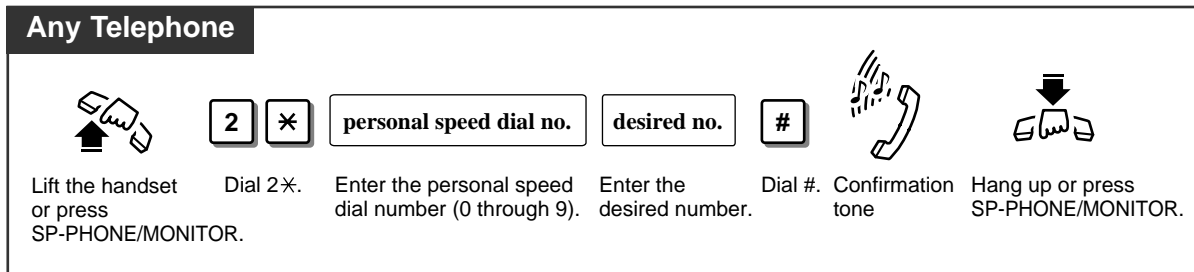 Any Telephone
2 ✳ personal speed dial no. desired no. #
Lift the handset
or press
SP-PHONE/MONITOR.
Dial 2✳.
Enter the personal speed
dial number (0 through 9).
Enter the
desired number.
Dial #.
Confirmation
tone
Hang up or press
SP-PHONE/MONITOR.